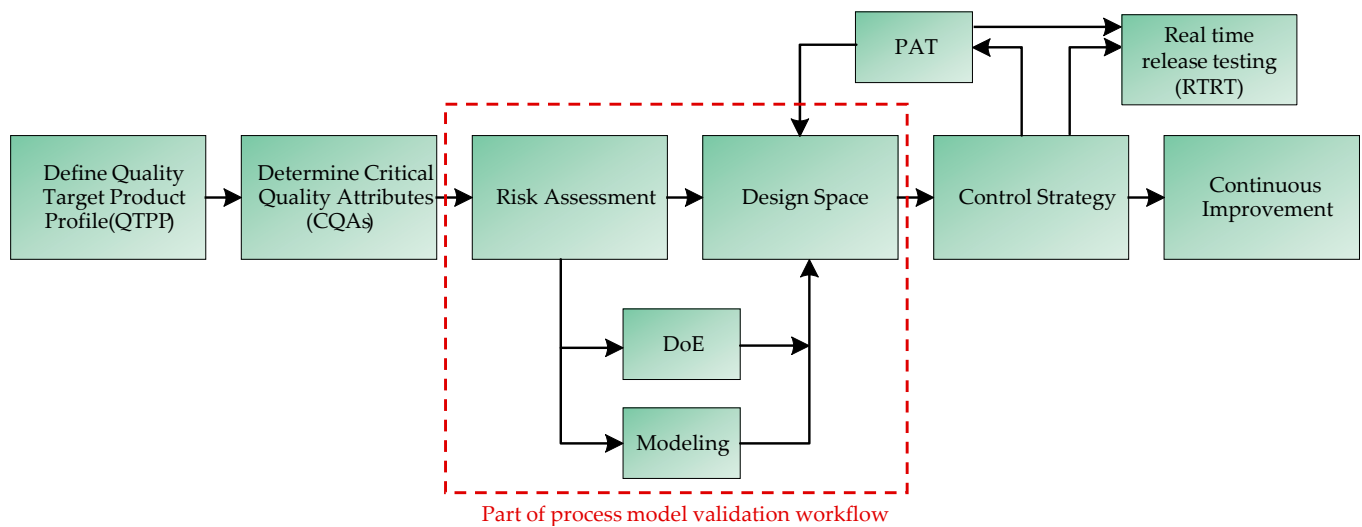 PAT
Real time
release testing
(RTRT)
Define Quality
Target Product
Profile(QTPP)
Determine Critical
Quality Attributes
(CQAs)
Risk Assessment
Design Space
Control Strategy
Continuous
Improvement
DoE
Modeling
Part of process model validation workflow